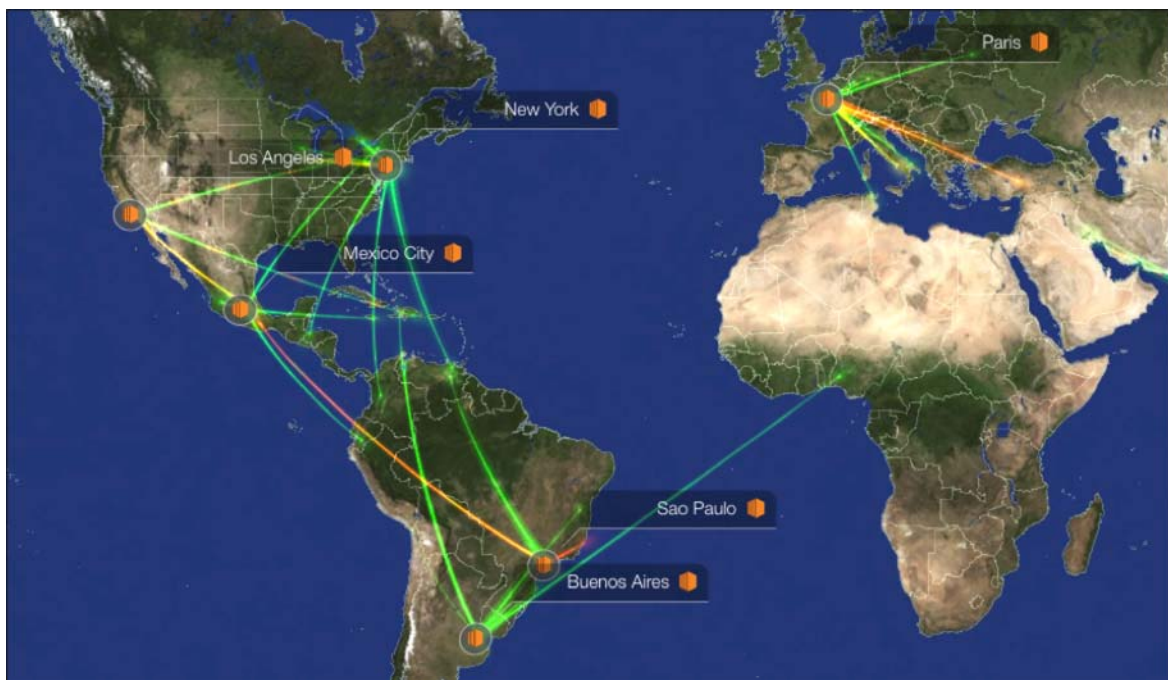 Paris
New York
Los Angeles
Mexico City
Sao Paulo
Buenos Aires